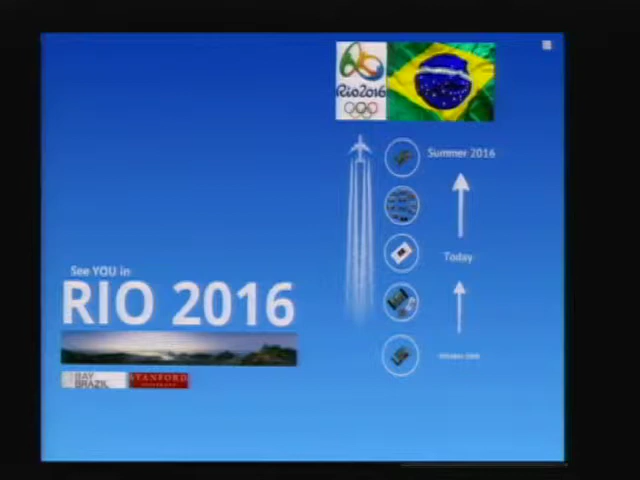 Rio2016
Summer 2016
Today
See YOU in
RIO 2016
BAY
BRAZIL
STANFORD